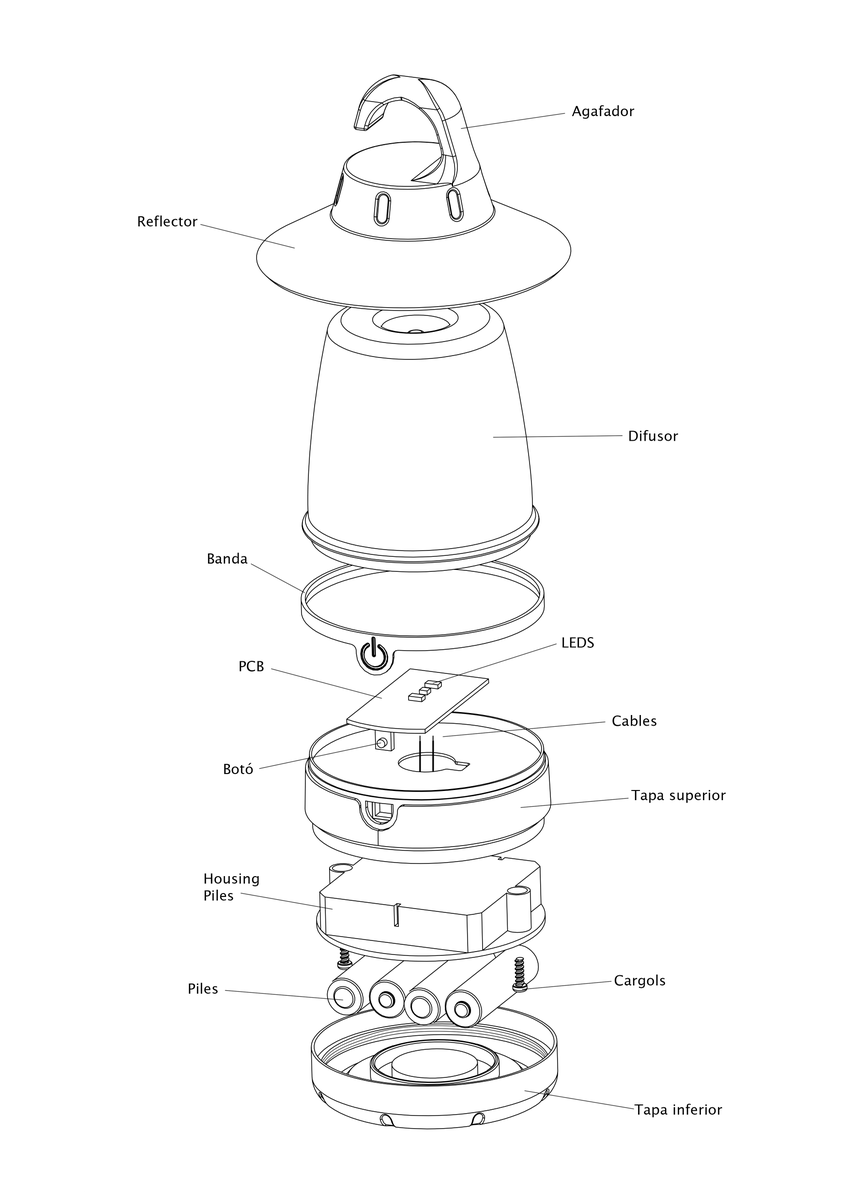 Agafador
Reflector
Difusor
Banda
LEDS
PCB
Cables
Botó
Tapa superior
Housing
Piles
Cargols
Piles
Tapa inferior